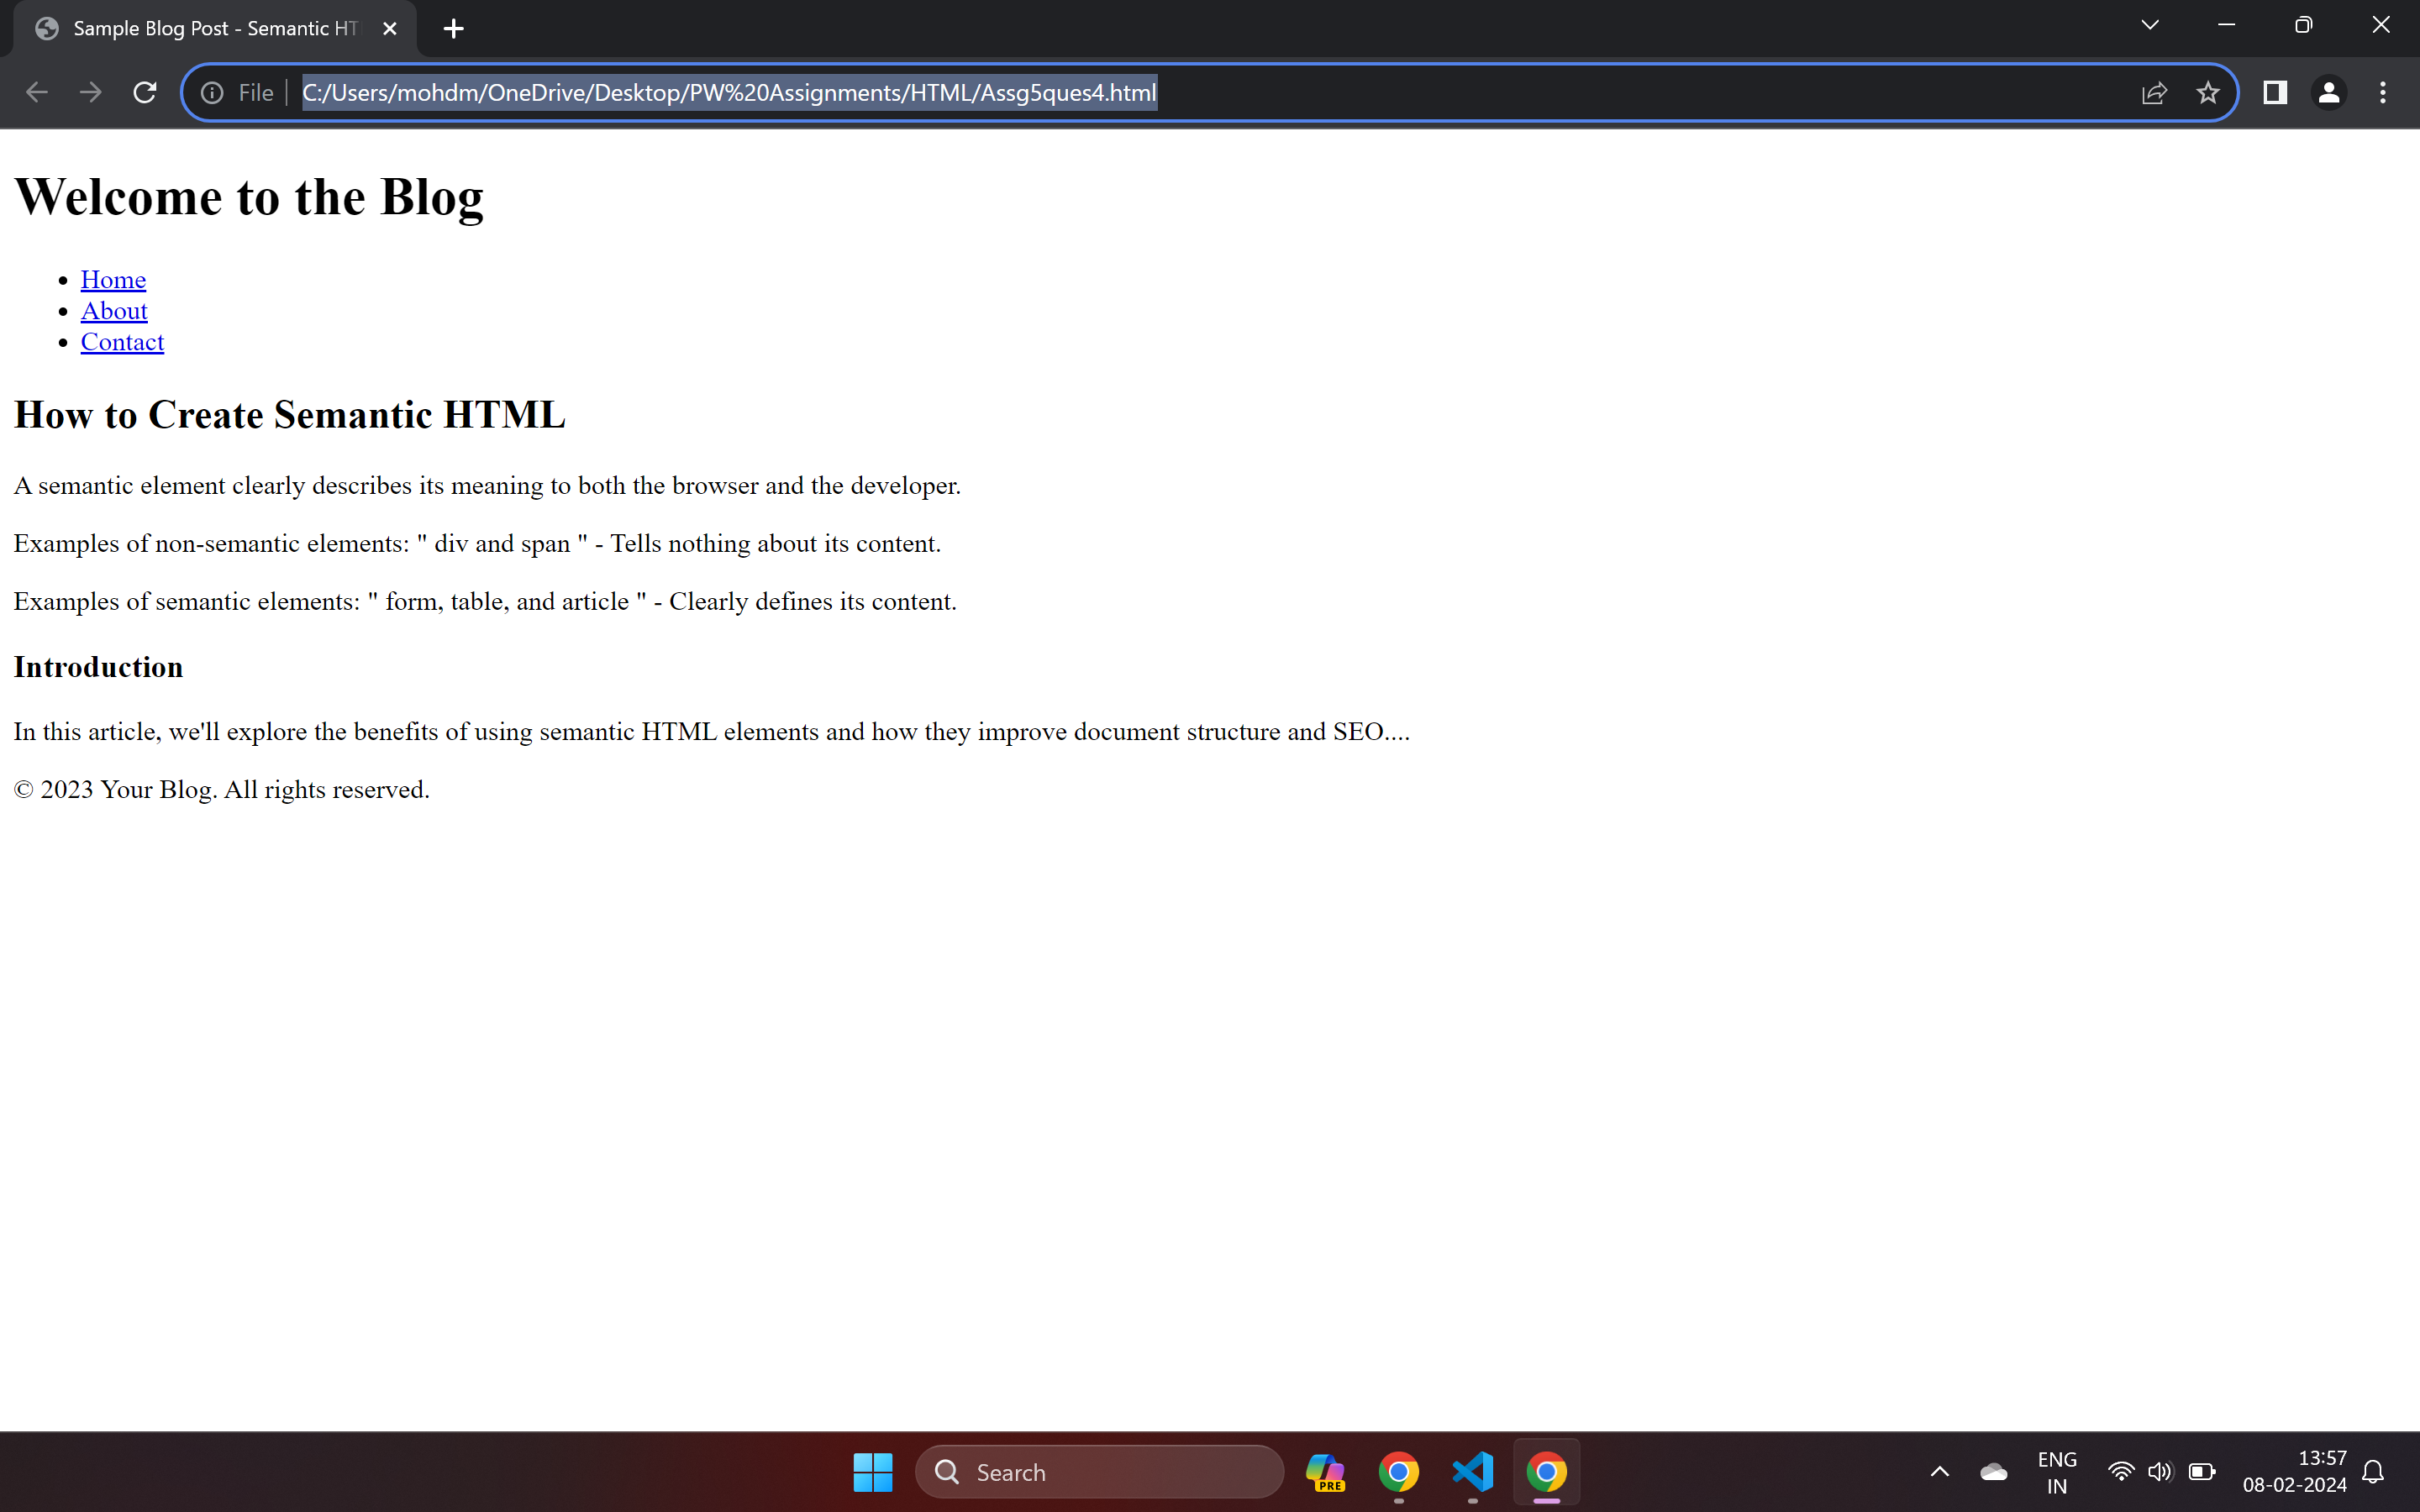 Sample Blog Post - Semantic HT
File
C:/Users/mohdm/OneDrive/Desktop/PW%20Assignments/HTML/Assg5ques4.html
Welcome to the Blog
Home
About
Contact
How to Create Semantic HTML
A semantic element clearly describes its meaning to both the browser and the developer.
Examples of non-semantic elements: " div and span " - Tells nothing about its content.
Examples of semantic elements: " form, table, and article " - Clearly defines its content.
Introduction
In this article, we'll explore the benefits of using semantic HTML elements and how they improve document structure and SEO....
© 2023 Your Blog. All rights reserved.
Search
PRE
ENG
IN
13:57
08-02-2024